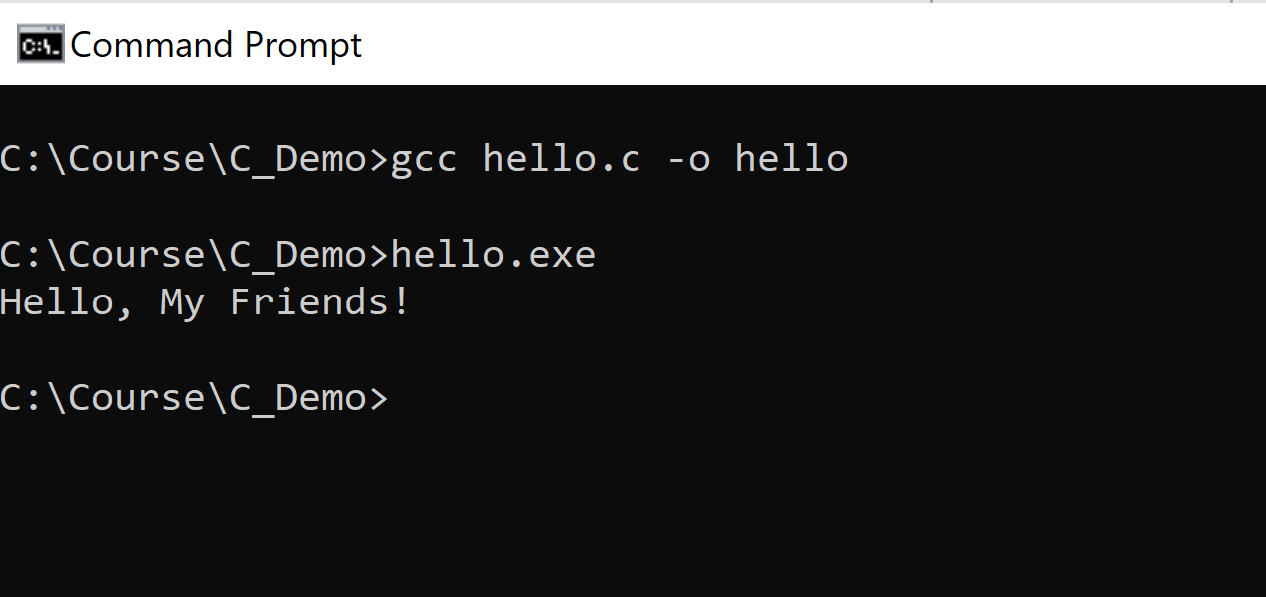 C:\.
Command Prompt
C:\Course\C_Demo>gcc hello.c -o hello
C:\Course\C_Demo>hello.exe
Hello, My Friends!
C:\Course\C_Demo>